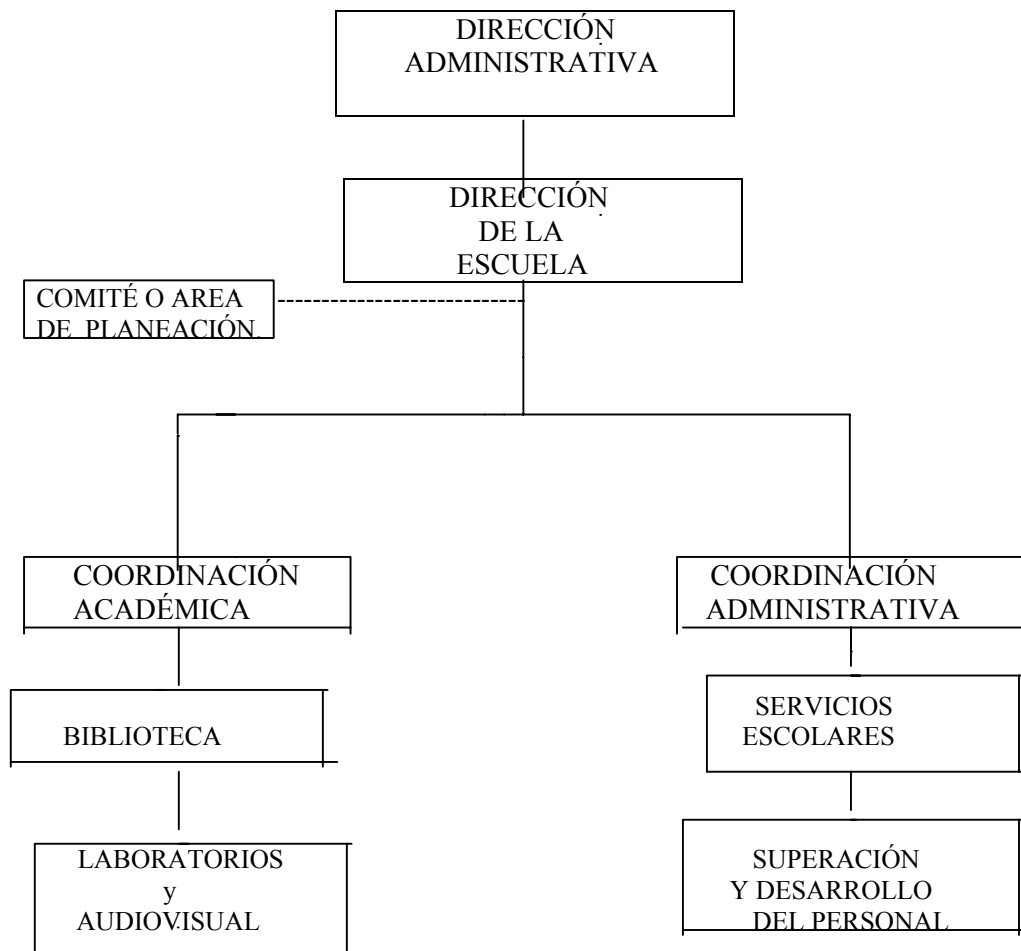 DIRECCIÓN
ADMINISTRATIVA
DIRECCIÓN
DE LA
ESCUELA
COMITÉ O AREA
DE PLANEACIÓN.
COORDINACIÓN
ACADÉMICA
COORDINACIÓN
ADMINISTRATIVA
BIBLIOTECA
SERVICIOS
ESCOLARES
LABORATORIOS
y
AUDIOVISUAL
SUPERACIÓN
Y DESARROLLO
DEL PERSONAL